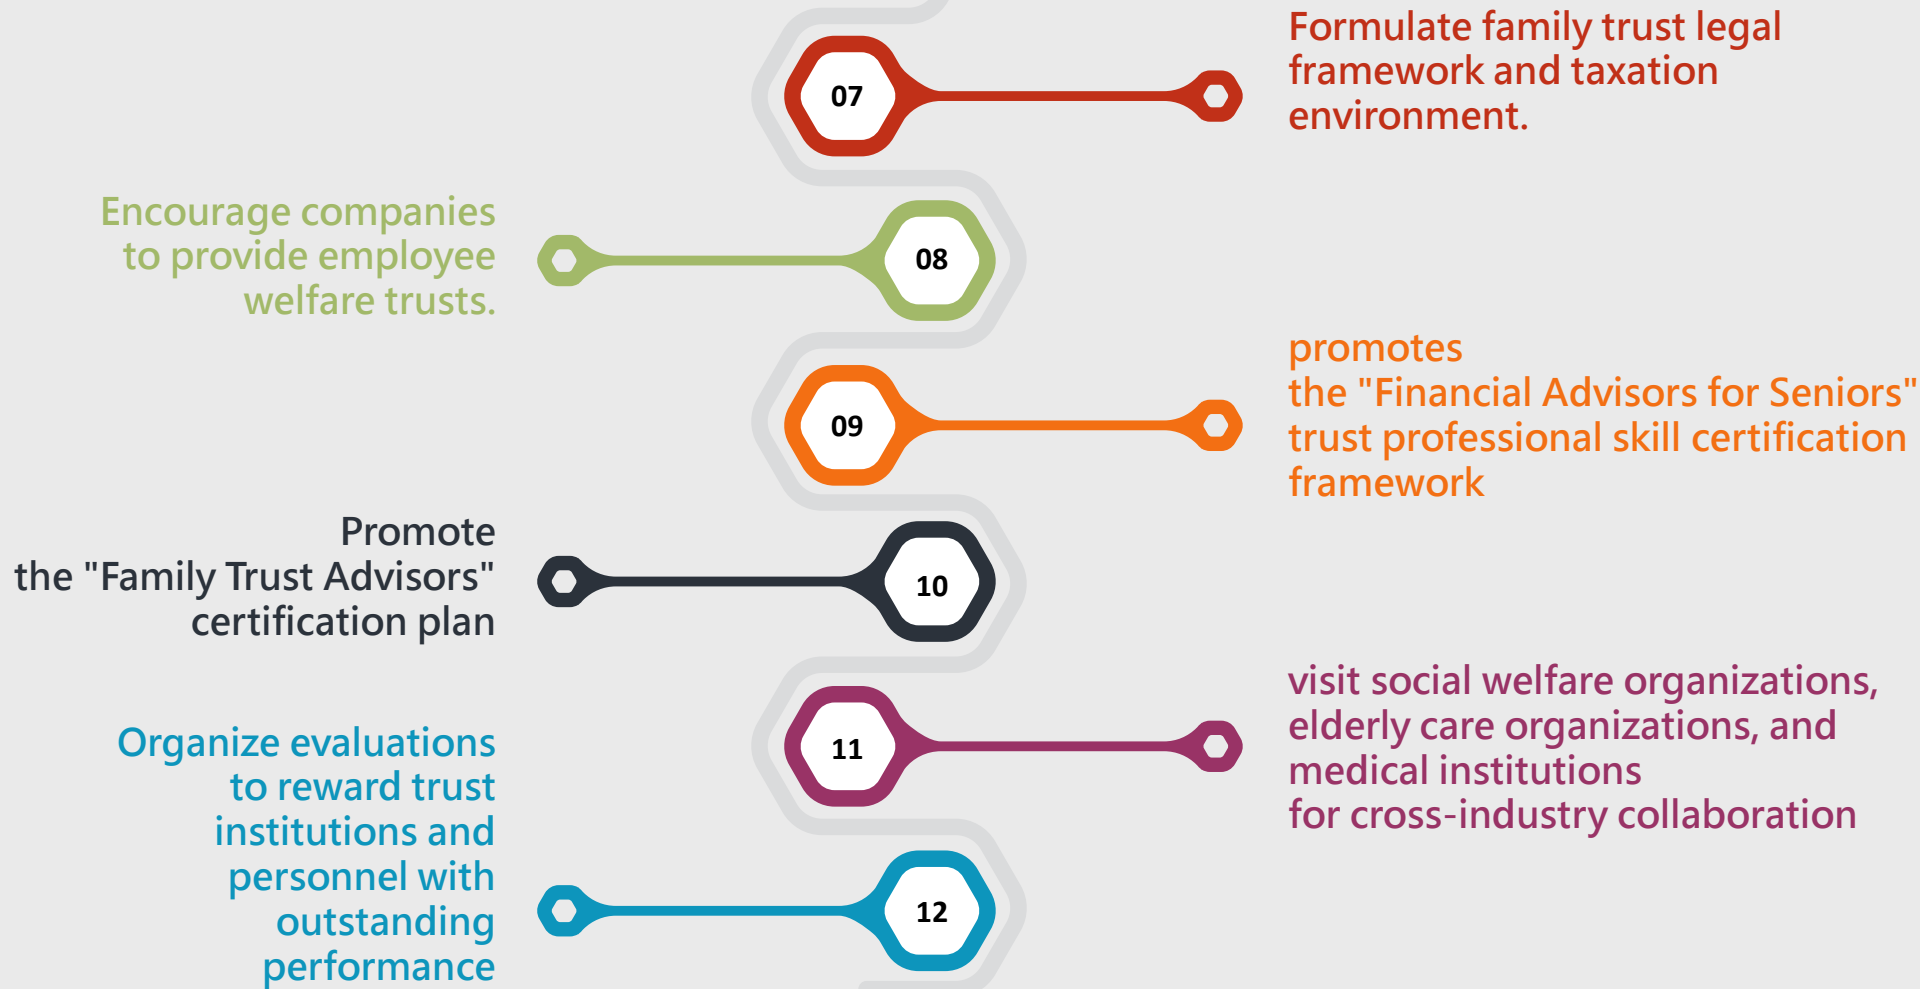 07
Formulate family trust legal
framework and taxation
environment.
Encourage companies
to provide employee
welfare trusts.
08
09
promotes
the "Financial Advisors for Seniors"
trust professional skill certification
framework
Promote
the "Family Trust Advisors"
certification plan
10
11
visit social welfare organizations,
elderly care organizations, and
medical institutions
for cross-industry collaboration
Organize evaluations
to reward trust
institutions and
personnel with
outstanding
performance
12